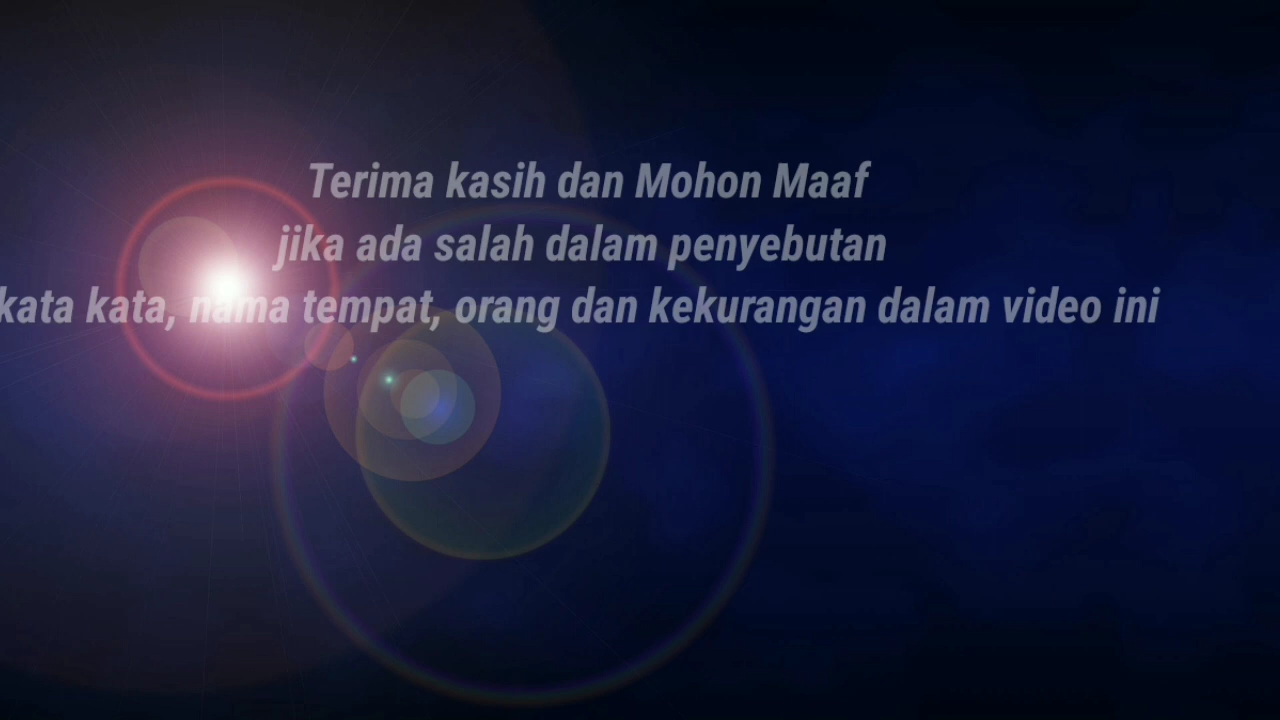 Terima kasih dan Mohon Maaf
jika ada salah dalam penyebutan
kata kata, nama tempat, orang dan kekurangan dalam video ini